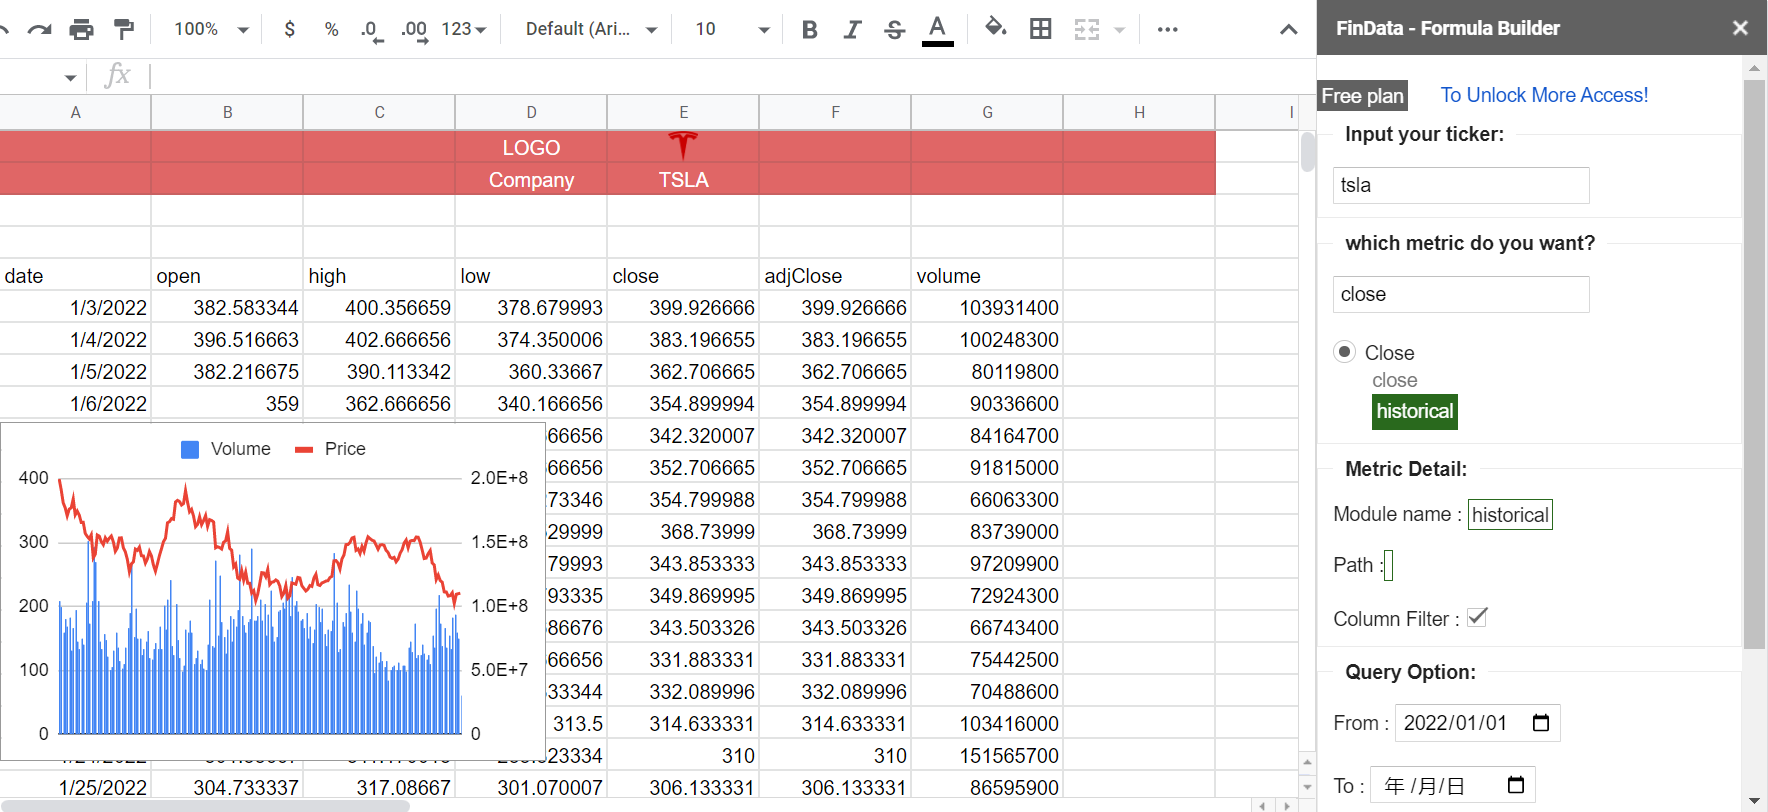 100% $ % .0 .00 123 Default (Ari... 10 B I S A
fx
A B C D E F G H I
LOGO
Company TSLA
date open high low close adjClose volume
1/3/2022 382.583344 400.356659 378.679993 399.926666 399.926666 103931400
1/4/2022 396.516663 402.666656 374.350006 383.196655 383.196655 100248300
1/5/2022 382.216675 390.113342 360.33667 362.706665 362.706665 80119800
1/6/2022 359 362.666656 340.166656 354.899994 354.899994 90336600
66656 342.320007 342.320007 84164700
66656 352.706665 352.706665 91815000
73346 354.799988 354.799988 66063300
29999 368.73999 368.73999 83739000
79993 343.853333 343.853333 97209900
93335 349.869995 349.869995 72924300
86676 343.503326 343.503326 66743400
66656 331.883331 331.883331 75442500
33344 332.089996 332.089996 70488600
313.5 314.633331 314.633331 103416000
23334 310 310 151565700
1/25/2022 304.733337 317.08667 301.070007 306.133331 306.133331 86595900
Volume Price
400 2.0E+8
300 1.5E+8
200 1.0E+8
100 5.0E+7
0 0
FinData - Formula Builder
Free plan To Unlock More Access!
Input your ticker:
tsla
which metric do you want?
close
Close
close
historical
Metric Detail:
Module name : historical
Path :
Column Filter :
Query Option:
From : 2022/01/01
To : 年 /月/日